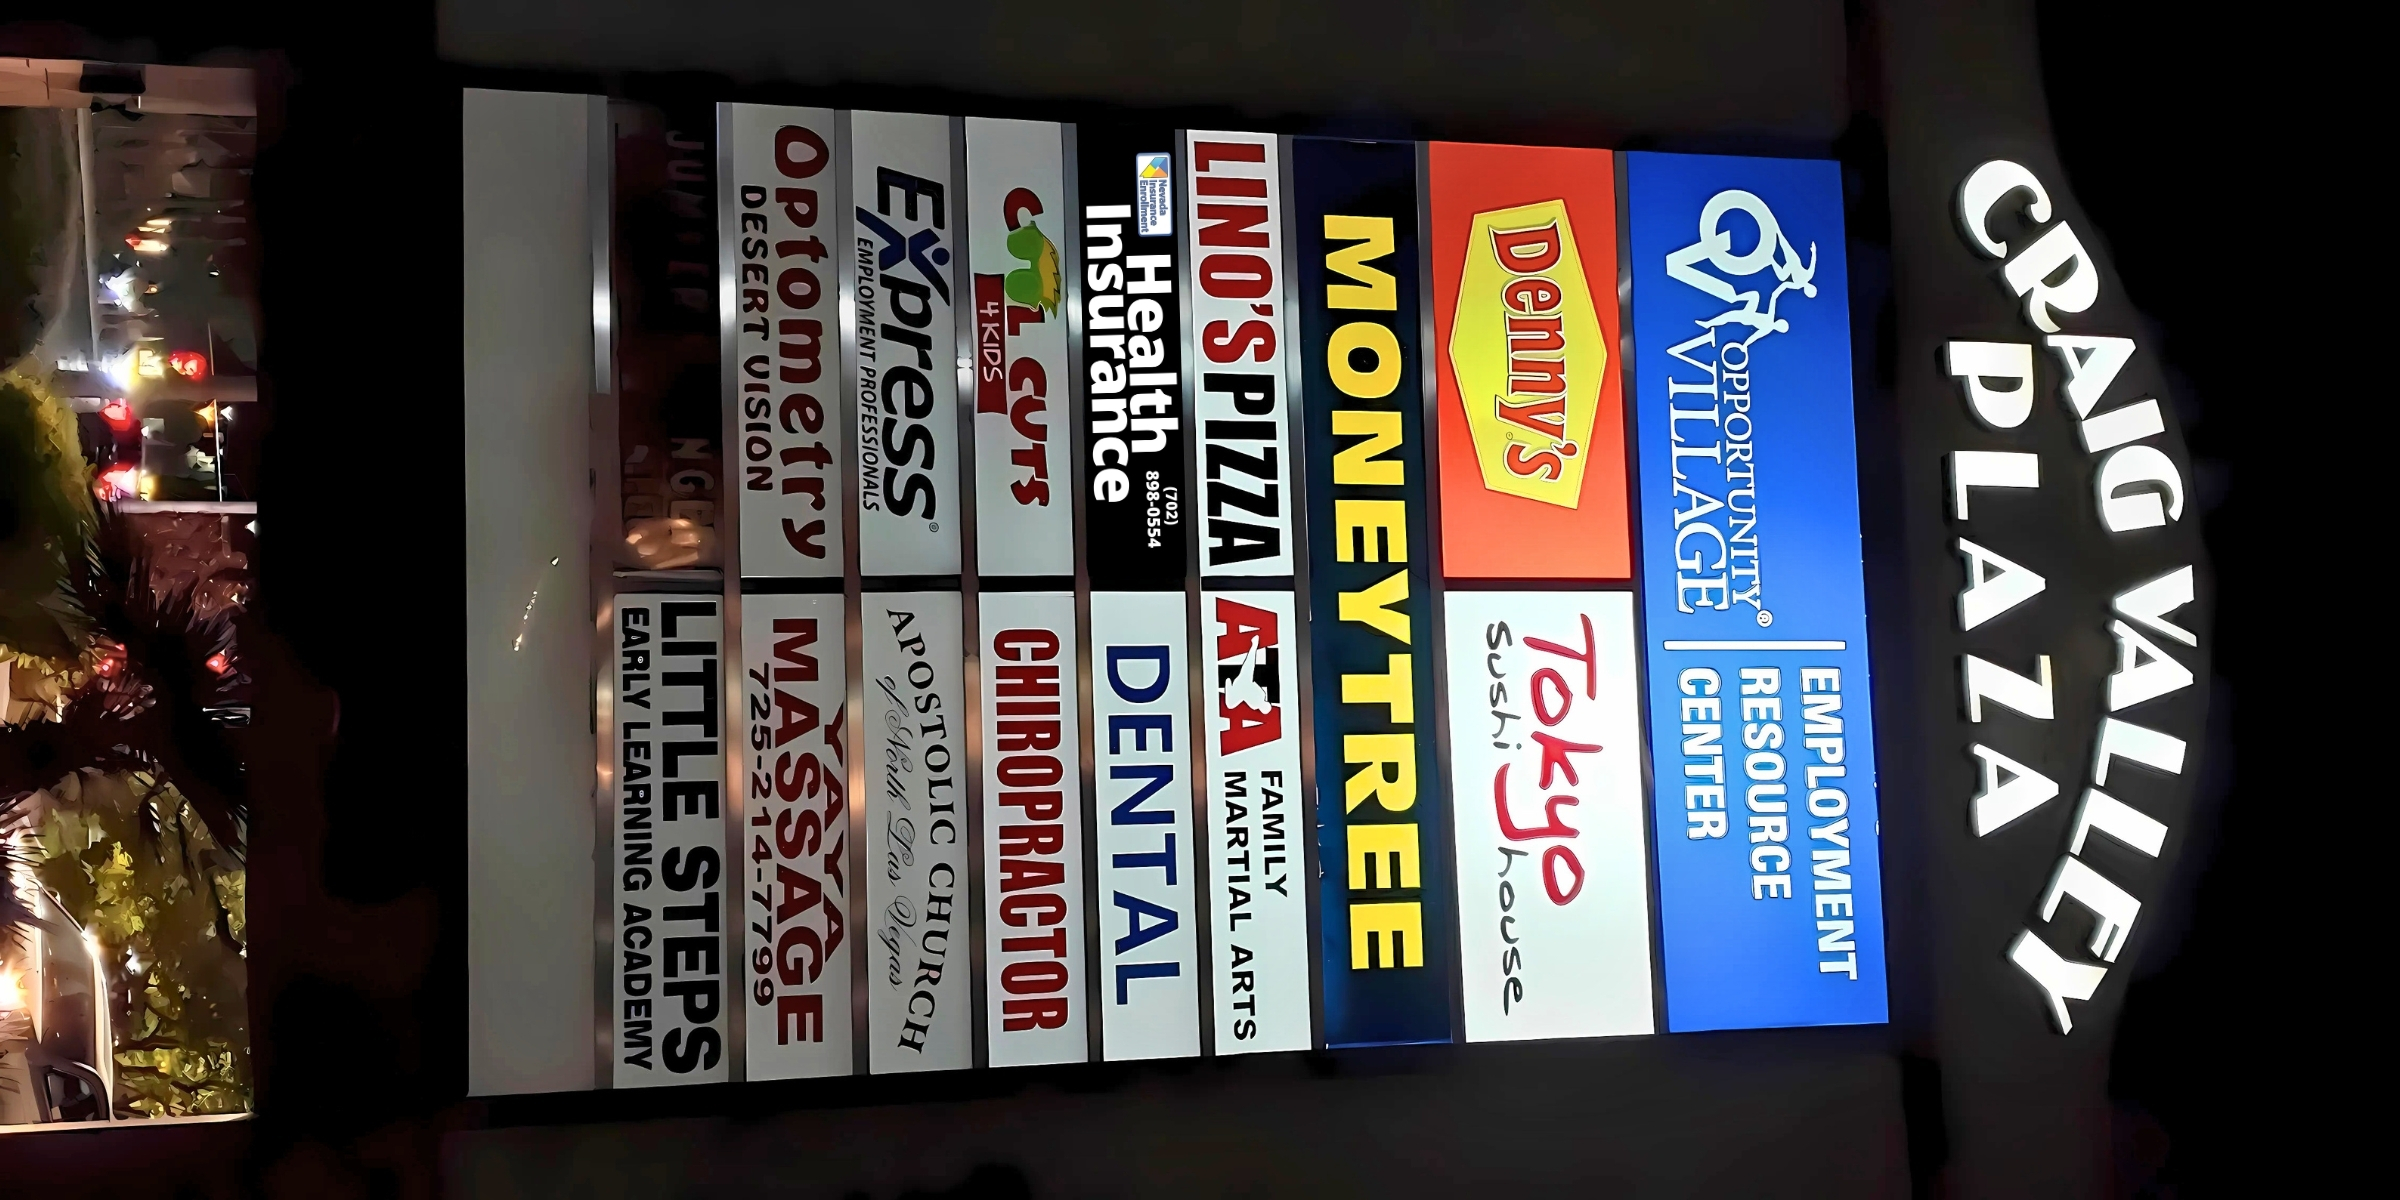 CRAIG VALLEY
PLAZA
OPPORTUNITY
VILLAGE®
EMPLOYMENT
RESOURCE
CENTER
Denny's
Tokyo
sushi house
MONEYTREE
LINO'S PIZZA
ATA
FAMILY
MARTIAL ARTS
Nevada
Insurance
Enrollment
Health
Insurance
(702)
898-0554
DENTAL
COOL CUTS
4 KIDS
CHIROPRACTOR
Express®
EMPLOYMENT PROFESSIONALS
APOSTOLIC CHURCH
of North Las Vegas
Optometry
DESERT VISION
YAYA
MASSAGE
725-214-7799
LITTLE STEPS
EARLY LEARNING ACADEMY